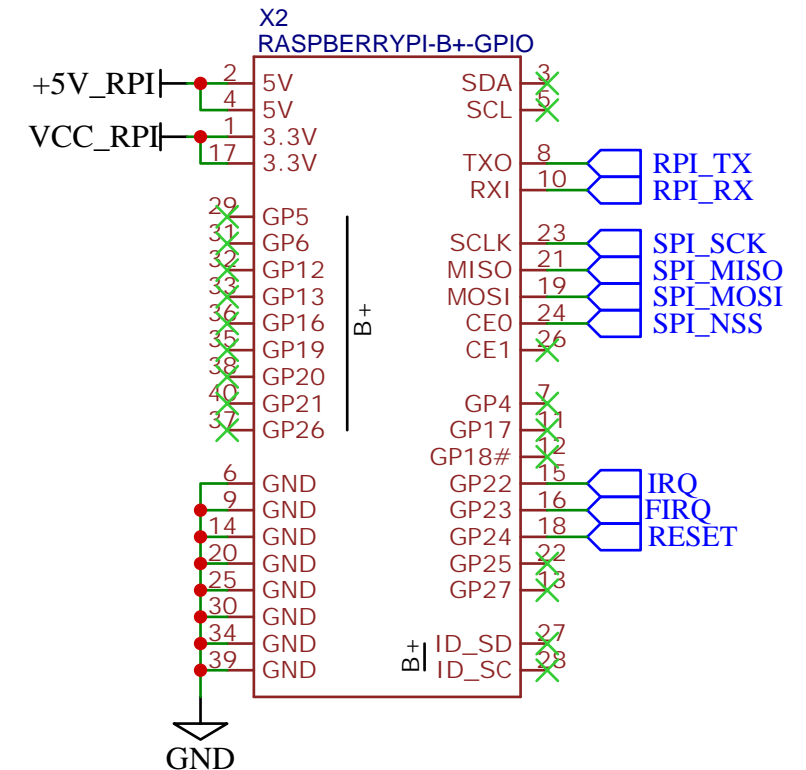 X2
RASPBERRYPI-B+-GPIO
+5V_RPI 2 5V SDA 3
4 5V SCL 5
VCC_RPI 1 3.3V
17 3.3V TXO 8 RPI_TX
RXI 10 RPI_RX
29 GP5
31 GP6 SCLK 23 SPI_SCK
32 GP12 MISO 21 SPI_MISO
33 GP13 MOSI 19 SPI_MOSI
36 GP16 B+ CE0 24 SPI_NSS
35 GP19 CE1 26
38 GP20
40 GP21 GP4 7
37 GP26 GP17 11
GP18# 12
6 GND GP22 15 IRQ
9 GND GP23 16 FIRQ
14 GND GP24 18 RESET
20 GND GP25 22
25 GND GP27 13
30 GND
34 GND B+ ID_SD 27
39 GND ID_SC 28
GND